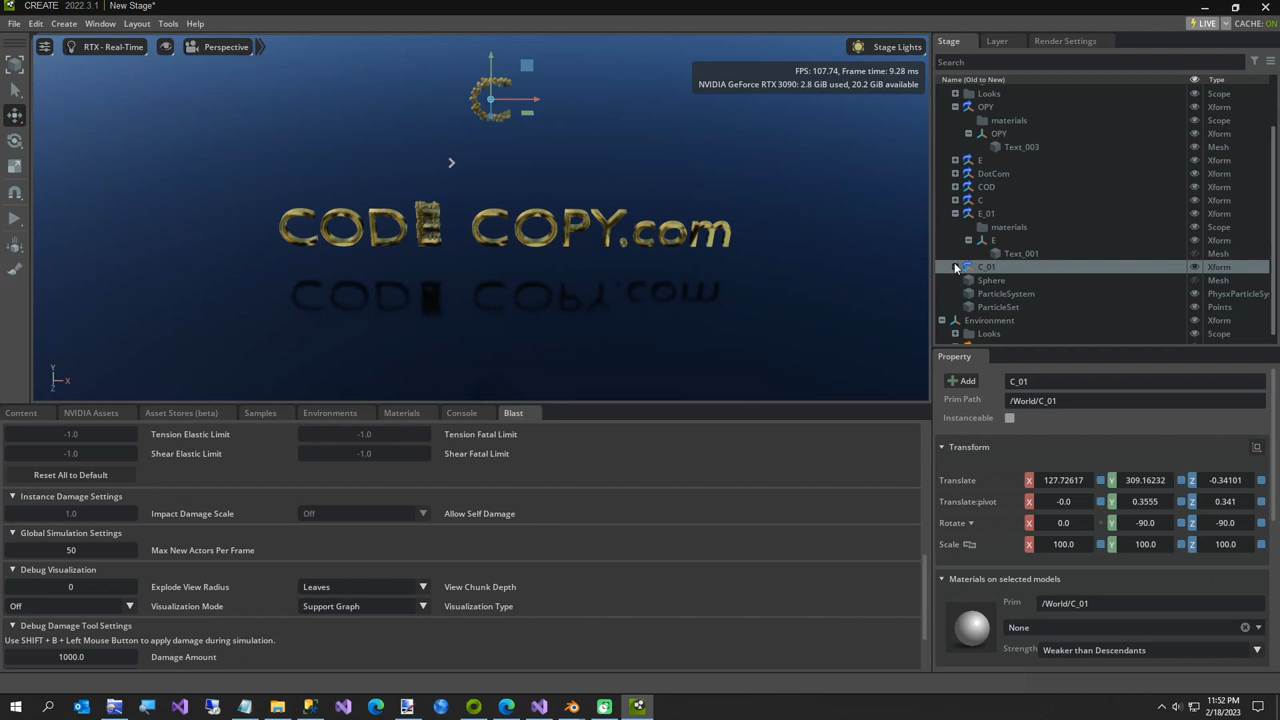 CREATE 2022.3.1 New Stage*
File Edit Create Window Layout Tools Help
LIVE CACHE: ON
RTX - Real-Time Perspective Stage Lights
FPS: 107.74, Frame time: 9.28 ms
NVIDIA GeForce RTX 3090: 2.8 GiB used, 20.2 GiB available
CODE COPY.com
Y
X
Z
Stage Layer Render Settings
Search
Name (Old to New) Type
Looks Scope
OPY Xform
materials Scope
OPY Xform
Text_003 Mesh
E Xform
DotCom Xform
COD Xform
C Xform
E_01 Xform
materials Scope
E Xform
Text_001 Mesh
C_01 Xform
Sphere Mesh
ParticleSystem PhysxParticleSy
ParticleSet Points
Environment Xform
Looks Scope
Property
Add C_01
Prim Path /World/C_01
Instanceable
Transform
Translate X 127.72617 Y 309.16232 Z -0.34101
Translate:pivot X -0.0 Y 0.3555 Z 0.341
Rotate X 0.0 Y -90.0 Z -90.0
Scale X 100.0 Y 100.0 Z 100.0
Materials on selected models
Prim /World/C_01
None
Strength Weaker than Descendants
Content NVIDIA Assets Asset Stores (beta) Samples Environments Materials Console Blast
-1.0 Tension Elastic Limit -1.0 Tension Fatal Limit
-1.0 Shear Elastic Limit -1.0 Shear Fatal Limit
Reset All to Default
Instance Damage Settings
1.0 Impact Damage Scale Off Allow Self Damage
Global Simulation Settings
50 Max New Actors Per Frame
Debug Visualization
0 Explode View Radius Leaves View Chunk Depth
Off Visualization Mode Support Graph Visualization Type
Debug Damage Tool Settings
Use SHIFT + B + Left Mouse Button to apply damage during simulation.
1000.0 Damage Amount
11:52 PM
2/18/2023